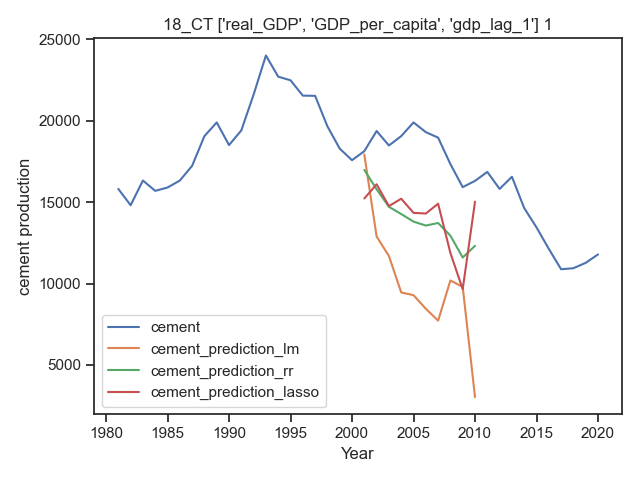 18_CT ['real_GDP', 'GDP_per_capita', 'gdp_lag_1'] 1
25000
20000
15000
10000
5000
cement production
cement
cement_prediction_lm
cement_prediction_rr
cement_prediction_lasso
1980 1985 1990 1995 2000 2005 2010 2015 2020
Year